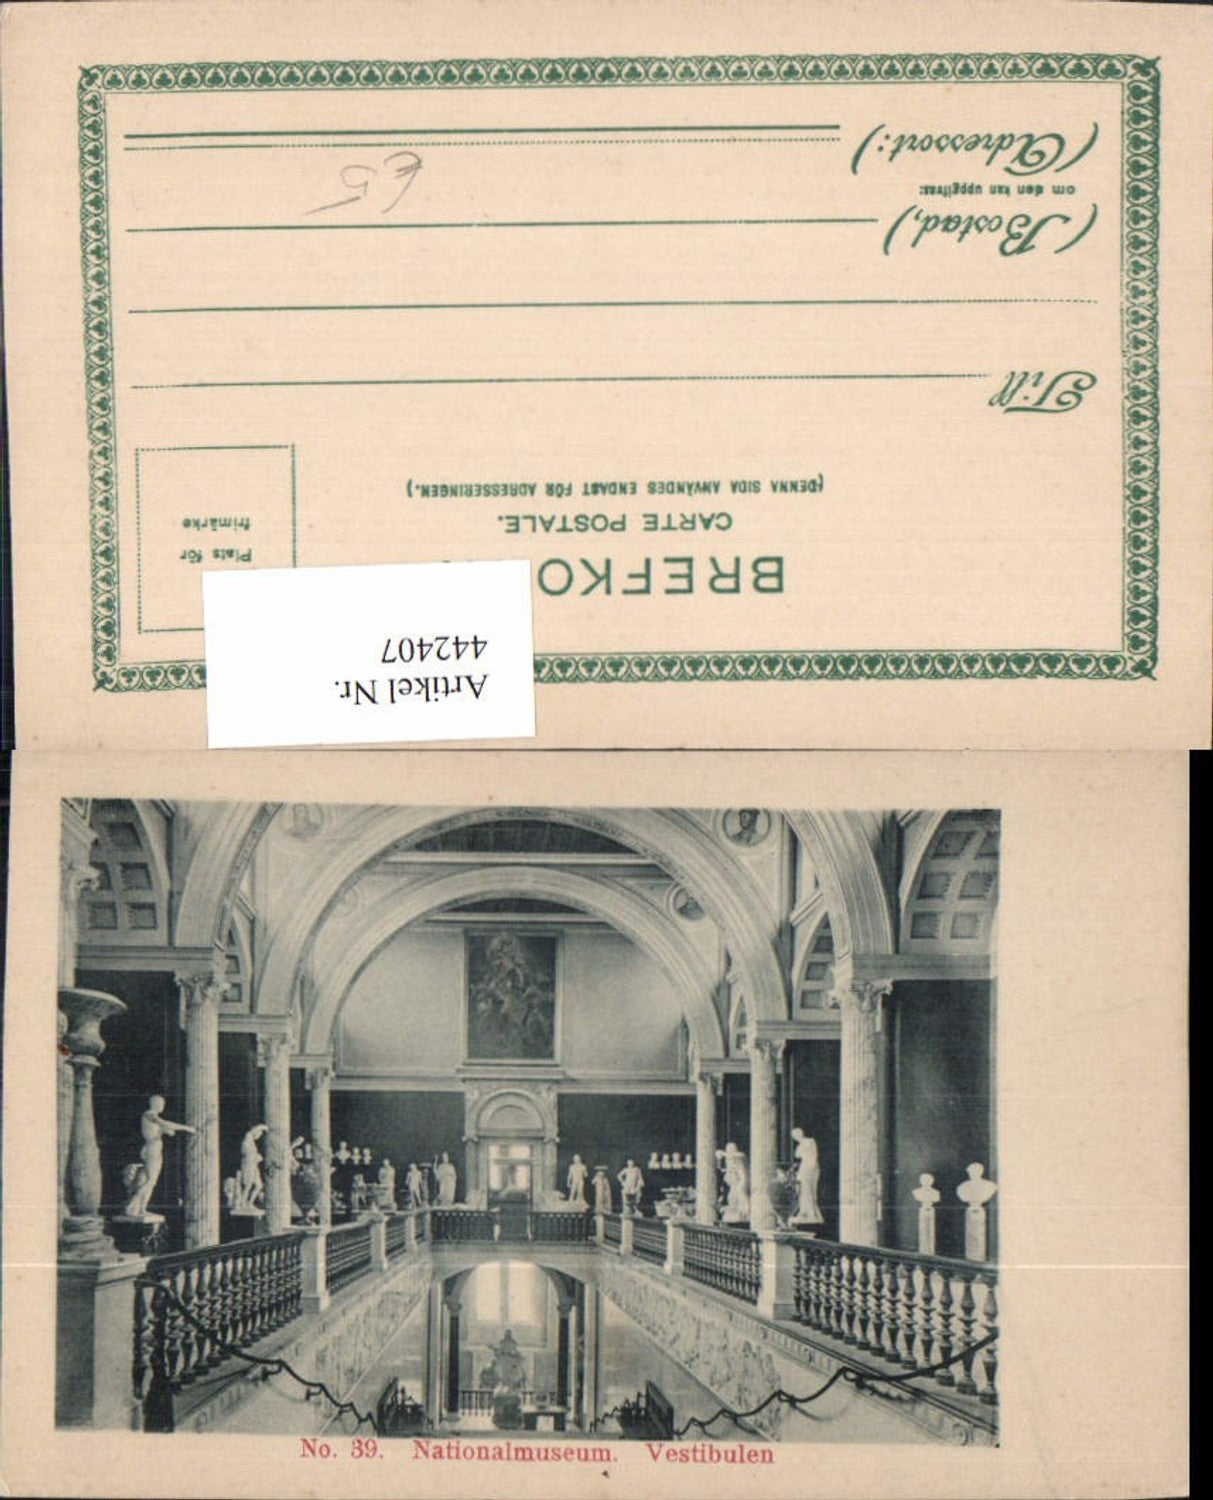 BREFKO
CARTE POSTALE.
(DENNA SIDA ANVÄNDES ENDAST FÖR ADRESSERINGEN.)
Plats för
frimärke
Till
(Bostad,)
om den kan uppgifvas:
(Adressort:)
€5
Artikel Nr.
442407
No. 39. Nationalmuseum. Vestibulen